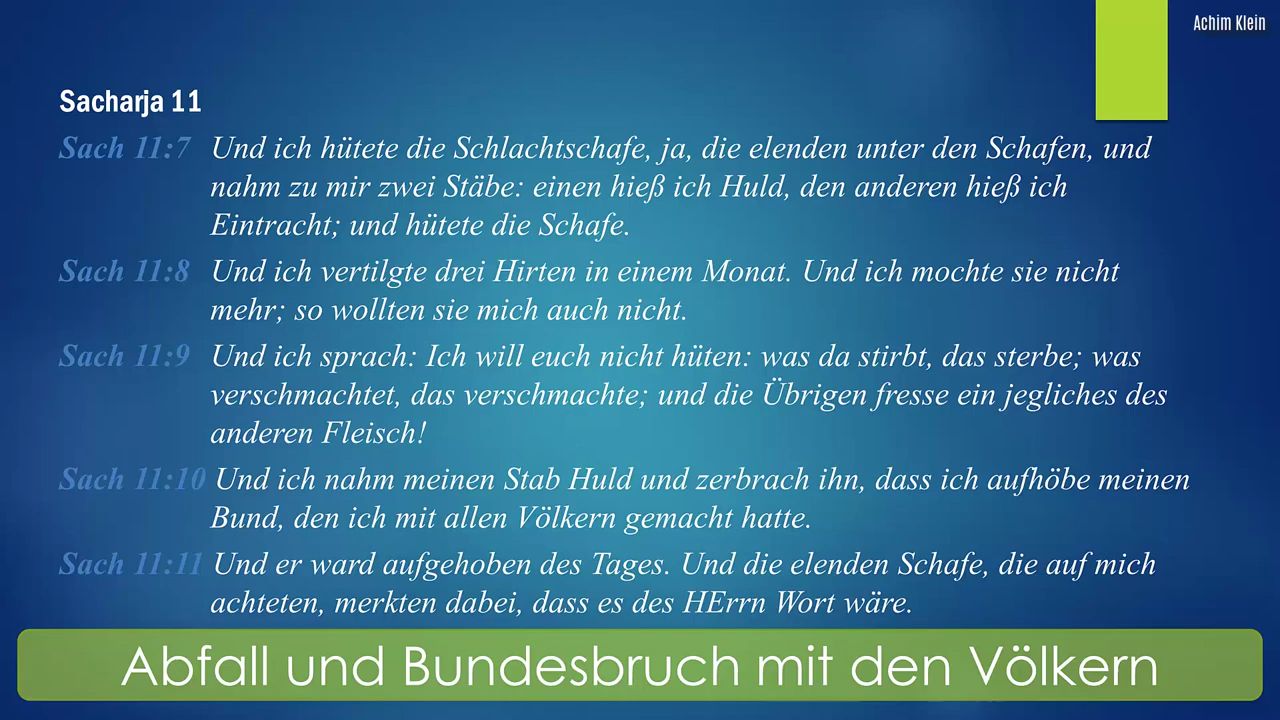 Achim Klein
Sacharja 11
Sach 11:7 Und ich hütete die Schlachtschafe, ja, die elenden unter den Schafen, und
nahm zu mir zwei Stäbe: einen hieß ich Huld, den anderen hieß ich
Eintracht; und hütete die Schafe.
Sach 11:8 Und ich vertilgte drei Hirten in einem Monat. Und ich mochte sie nicht
mehr; so wollten sie mich auch nicht.
Sach 11:9 Und ich sprach: Ich will euch nicht hüten: was da stirbt, das sterbe; was
verschmachtet, das verschmachte; und die Übrigen fresse ein jegliches des
anderen Fleisch!
Sach 11:10 Und ich nahm meinen Stab Huld und zerbrach ihn, dass ich aufhöbe meinen
Bund, den ich mit allen Völkern gemacht hatte.
Sach 11:11 Und er ward aufgehoben des Tages. Und die elenden Schafe, die auf mich
achteten, merkten dabei, dass es des HErrn Wort wäre.
Abfall und Bundesbruch mit den Völkern